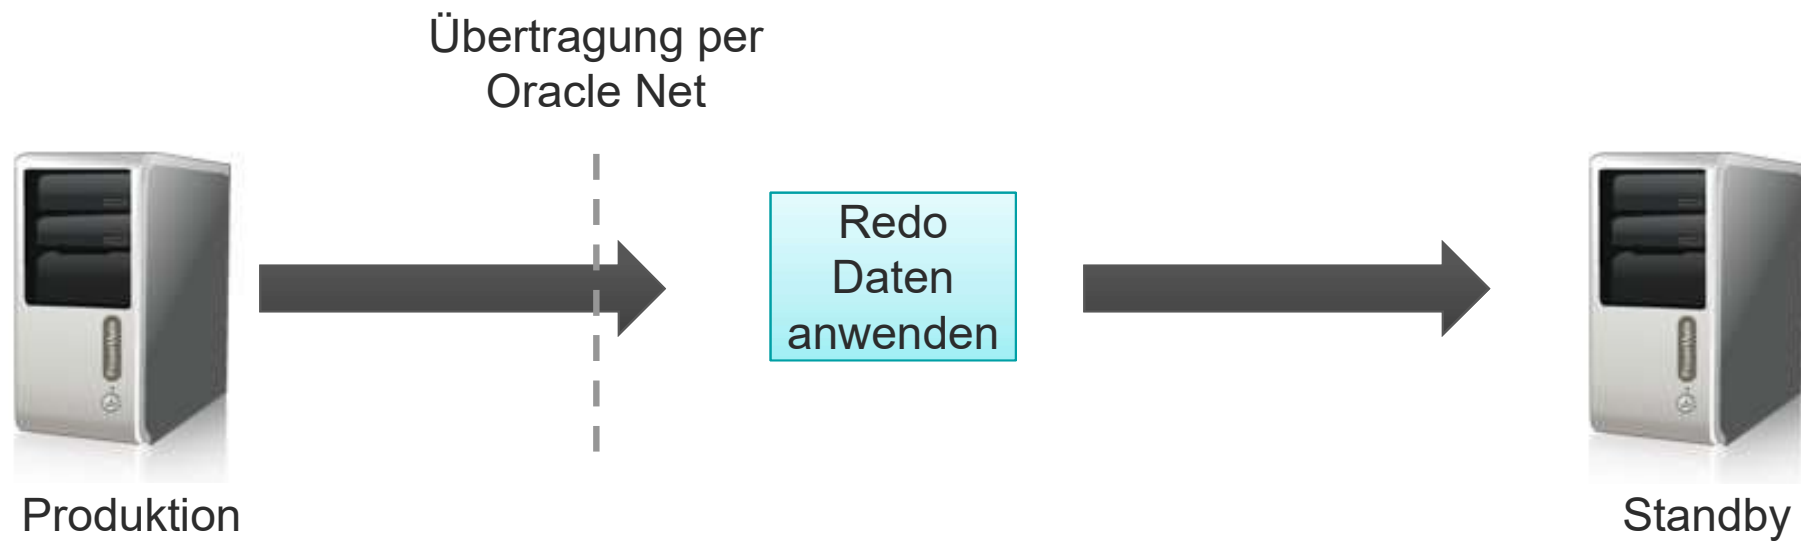 Übertragung per
Oracle Net
Redo
Daten
anwenden
Produktion
Standby